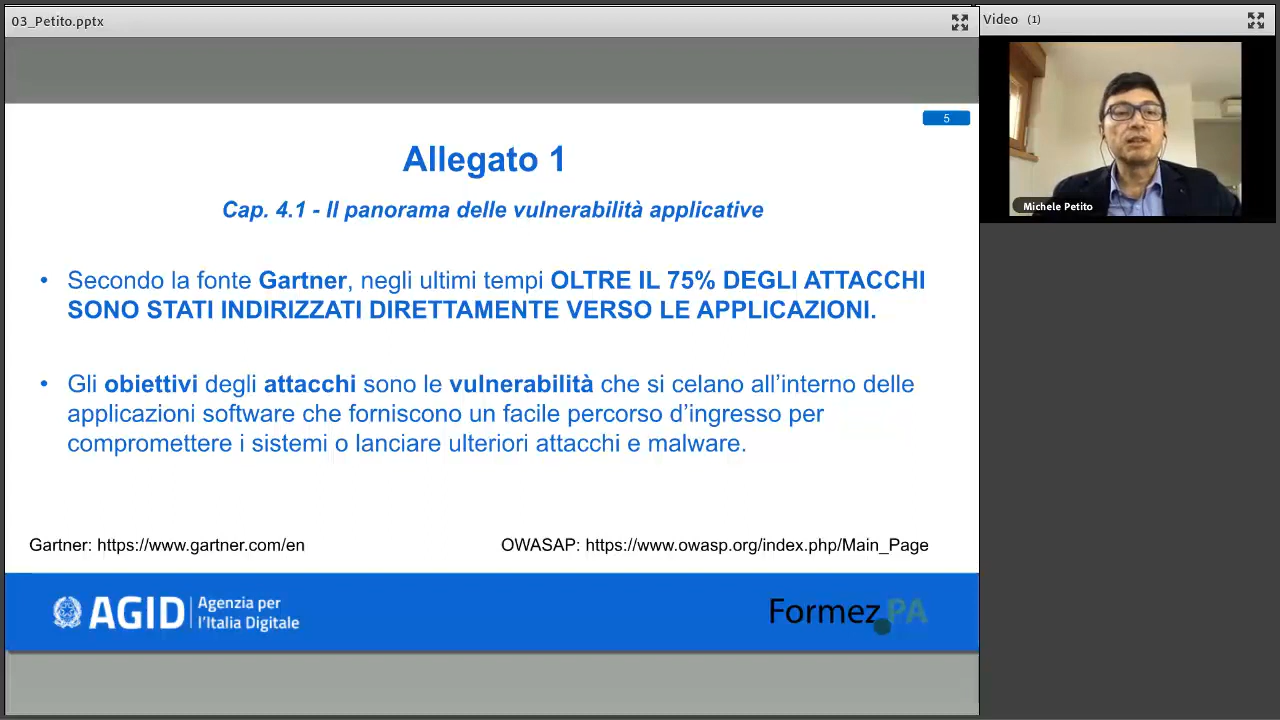 03_Petito.pptx
Video (1)
5
Allegato 1
Cap. 4.1 - Il panorama delle vulnerabilità applicative
• Secondo la fonte Gartner, negli ultimi tempi OLTRE IL 75% DEGLI ATTACCHI
SONO STATI INDIRIZZATI DIRETTAMENTE VERSO LE APPLICAZIONI.
• Gli obiettivi degli attacchi sono le vulnerabilità che si celano all’interno delle
applicazioni software che forniscono un facile percorso d’ingresso per
compromettere i sistemi o lanciare ulteriori attacchi e malware.
Gartner: https://www.gartner.com/en
OWASAP: https://www.owasp.org/index.php/Main_Page
AGID
Agenzia per
l’Italia Digitale
Formez PA
Michele Petito